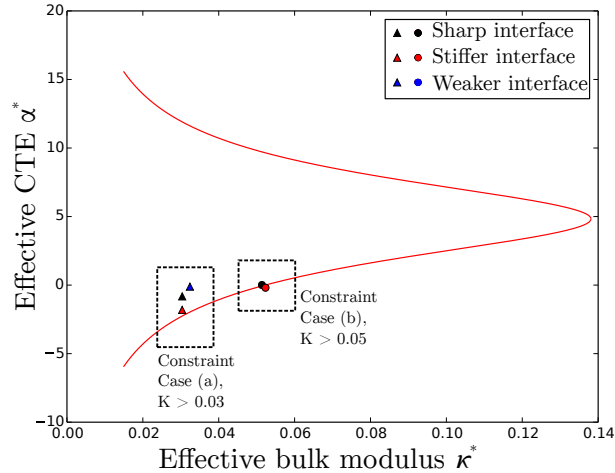 20
15
10
5
0
−5
−10
0.00
0.02
0.04
0.06
0.08
0.10
0.12
0.14
Effective CTE α*
Effective bulk modulus κ*
Sharp interface
Stiffer interface
Weaker interface
Constraint
Case (a),
K > 0.03
Constraint
Case (b),
K > 0.05